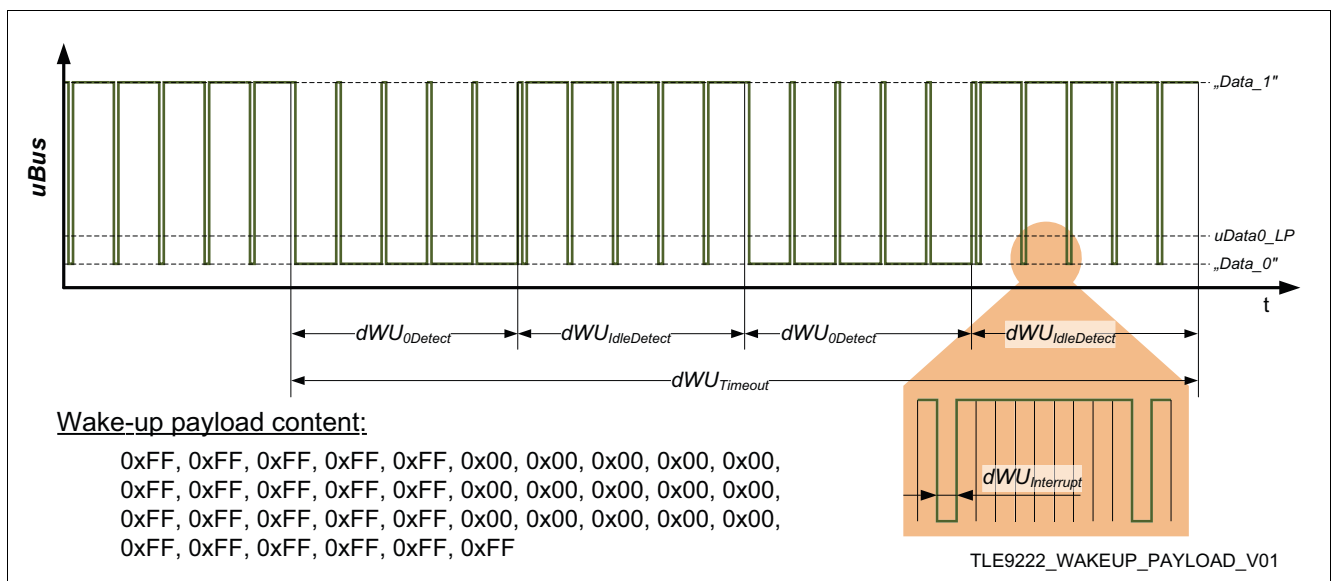 „Data_1"
uBus
uData0_LP
„Data_0"
t
dWU0Detect dWUIdleDetect dWU0Detect dWUIdleDetect
dWUTimeout
Wake-up payload content:
0xFF, 0xFF, 0xFF, 0xFF, 0xFF, 0x00, 0x00, 0x00, 0x00, 0x00,
0xFF, 0xFF, 0xFF, 0xFF, 0xFF, 0x00, 0x00, 0x00, 0x00, 0x00,
0xFF, 0xFF, 0xFF, 0xFF, 0xFF, 0x00, 0x00, 0x00, 0x00, 0x00,
0xFF, 0xFF, 0xFF, 0xFF, 0xFF, 0xFF
dWUInterrupt
TLE9222_WAKEUP_PAYLOAD_V01